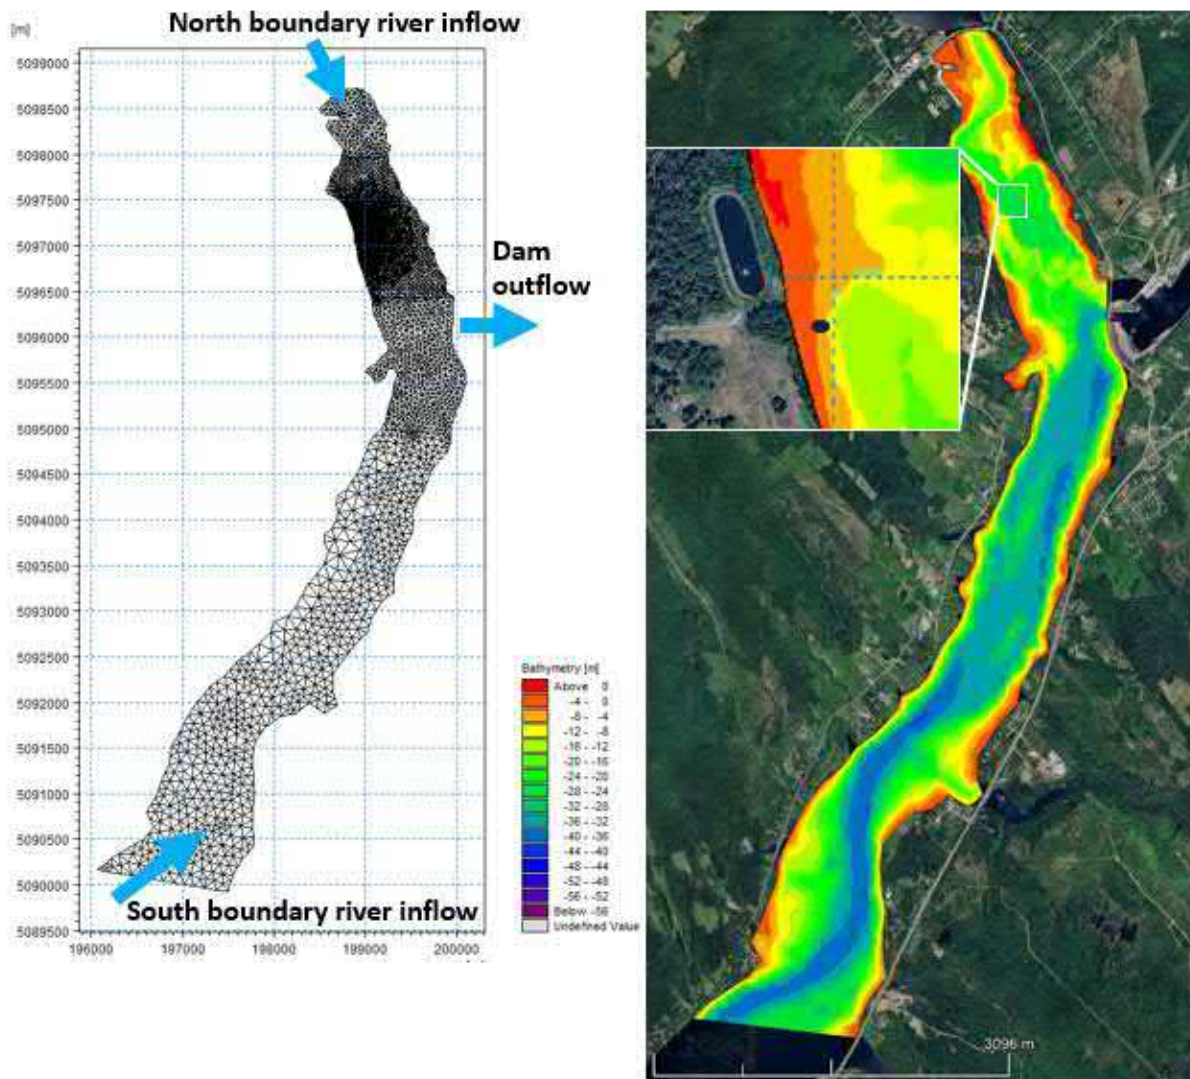 North boundary river inflow
[m]
5099000
5098500
5098000
5097500
5097000
5096500
5096000
5095500
5095000
5094500
5094000
5093500
5093000
5092500
5092000
5091500
5091000
5090500
5090000
5089500
Dam
outflow
South boundary river inflow
196000 197000 198000 199000 200000
Bathymetry [m]
Above 0
-4 - 0
-8 - -4
-12 - -8
-16 - -12
-20 - -16
-24 - -20
-28 - -24
-32 - -28
-36 - -32
-40 - -36
-44 - -40
-48 - -44
-52 - -48
-56 - -52
Below -56
Undefined Value
3096 m